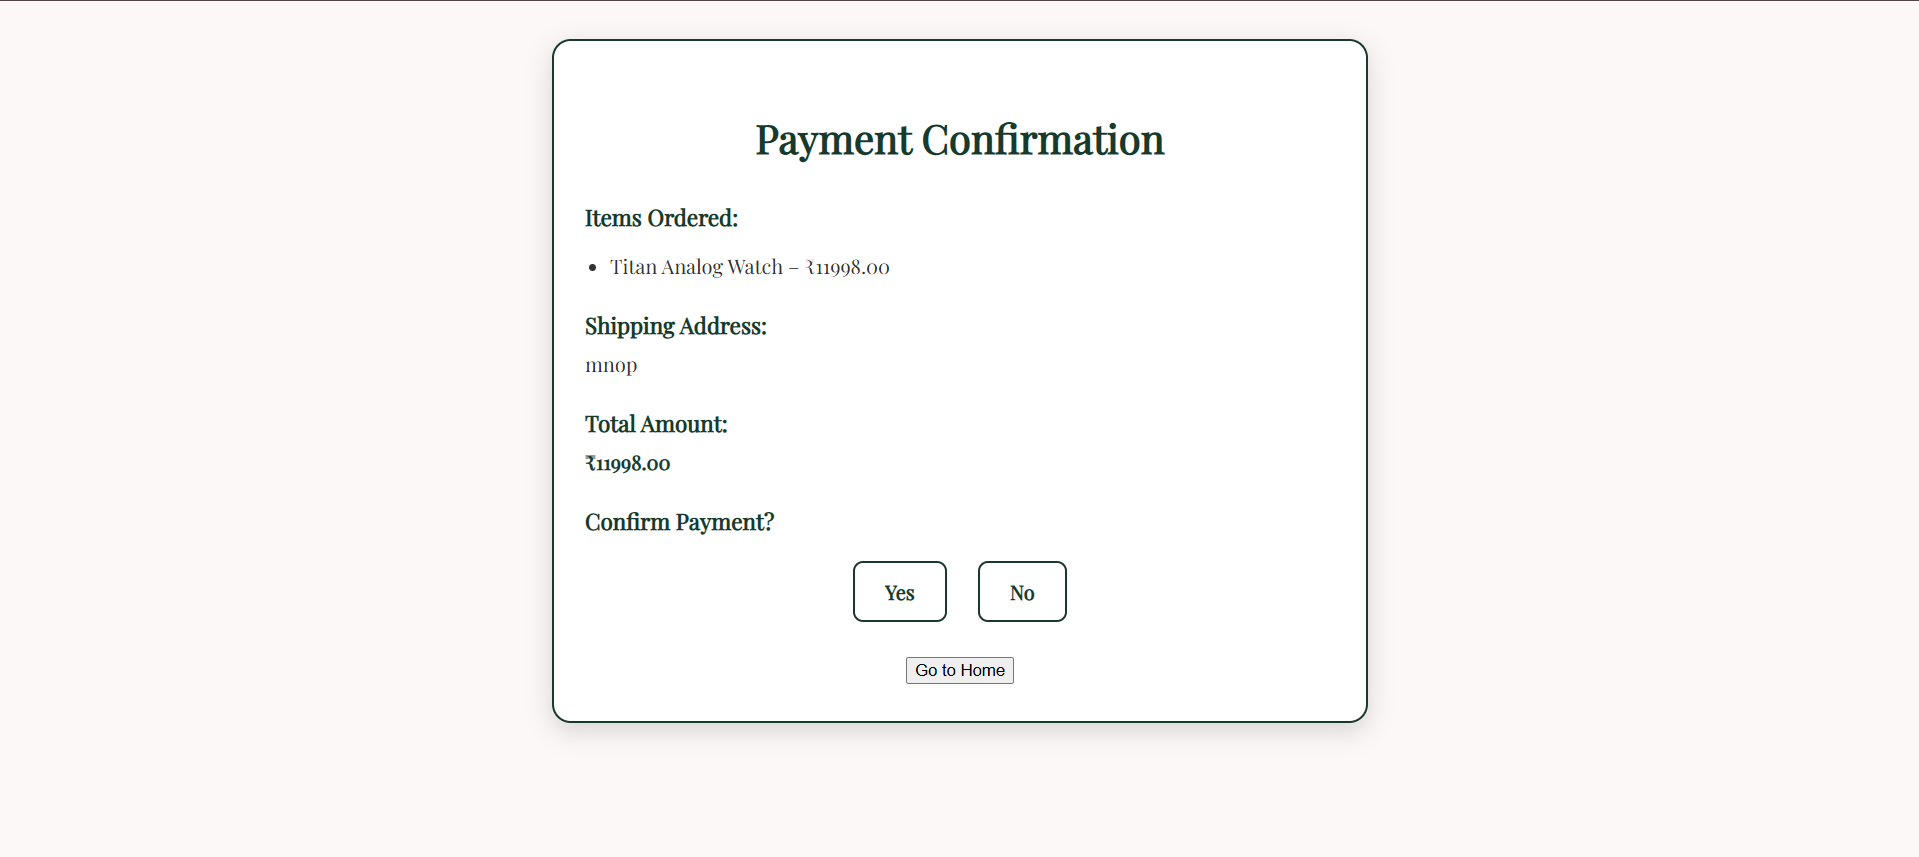 Payment Confirmation
Items Ordered:
• Titan Analog Watch – ₹11998.00
Shipping Address:
mnop
Total Amount:
₹11998.00
Confirm Payment?
Yes No
Go to Home